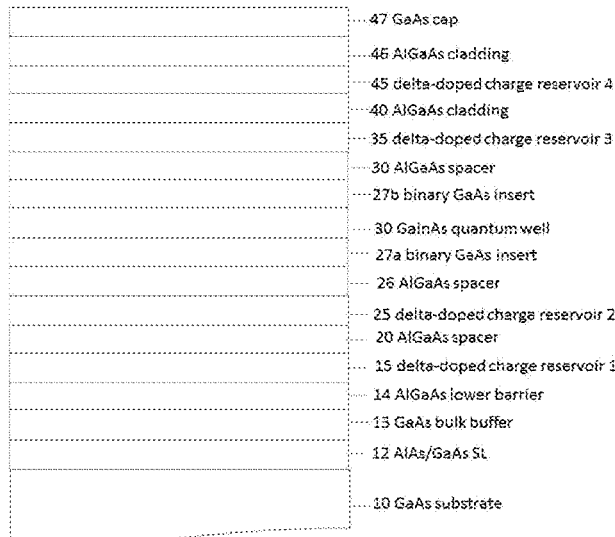 47 GaAs cap
46 AlGaAs cladding
45 delta-doped charge reservoir 4
40 AlGaAs cladding
35 delta-doped charge reservoir 3
30 AlGaAs spacer
27b binary GaAs insert
30 GaInAs quantum well
27a binary GaAs insert
26 AlGaAs spacer
25 delta-doped charge reservoir 2
20 AlGaAs spacer
15 delta-doped charge reservoir 1
14 AlGaAs lower barrier
13 GaAs bulk buffer
12 AlAs/GaAs SL
10 GaAs substrate